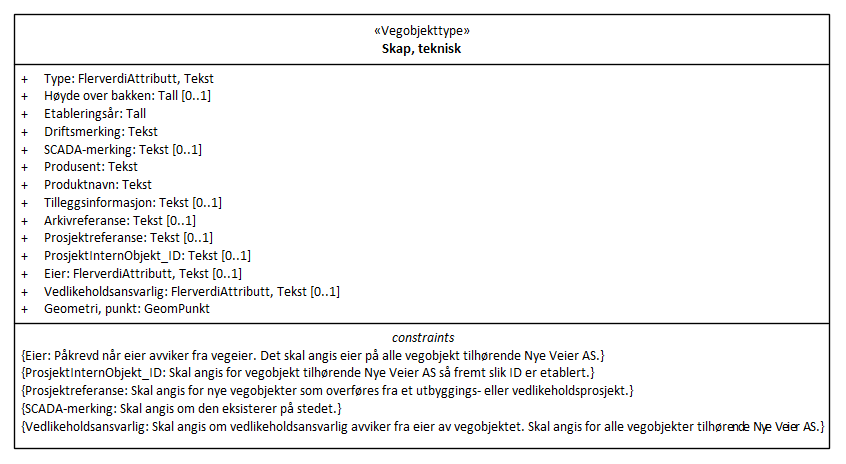 «Vegobjekttype»
Skap, teknisk
+ Type: FlerverdiAttributt, Tekst
+ Høyde over bakken: Tall [0..1]
+ Etableringsår: Tall
+ Driftsmerking: Tekst
+ SCADA-merking: Tekst [0..1]
+ Produsent: Tekst
+ Produktnavn: Tekst
+ Tilleggsinformasjon: Tekst [0..1]
+ Arkivreferanse: Tekst [0..1]
+ Prosjektreferanse: Tekst [0..1]
+ ProsjektInternObjekt_ID: Tekst [0..1]
+ Eier: FlerverdiAttributt, Tekst [0..1]
+ Vedlikeholdsansvarlig: FlerverdiAttributt, Tekst [0..1]
+ Geometri, punkt: GeomPunkt
constraints
{Eier: Påkrevd når eier avviker fra vegeier. Det skal angis eier på alle vegobjekt tilhørende Nye Veier AS.}
{ProsjektInternObjekt_ID: Skal angis for vegobjekt tilhørende Nye Veier AS så fremt slik ID er etablert.}
{Prosjektreferanse: Skal angis for nye vegobjekter som overføres fra et utbyggings- eller vedlikeholdsprosjekt.}
{SCADA-merking: Skal angis om den eksisterer på stedet.}
{Vedlikeholdsansvarlig: Skal angis om vedlikeholdsansvarlig avviker fra eier av vegobjektet. Skal angis for alle vegobjekter tilhørende Nye Veier AS.}